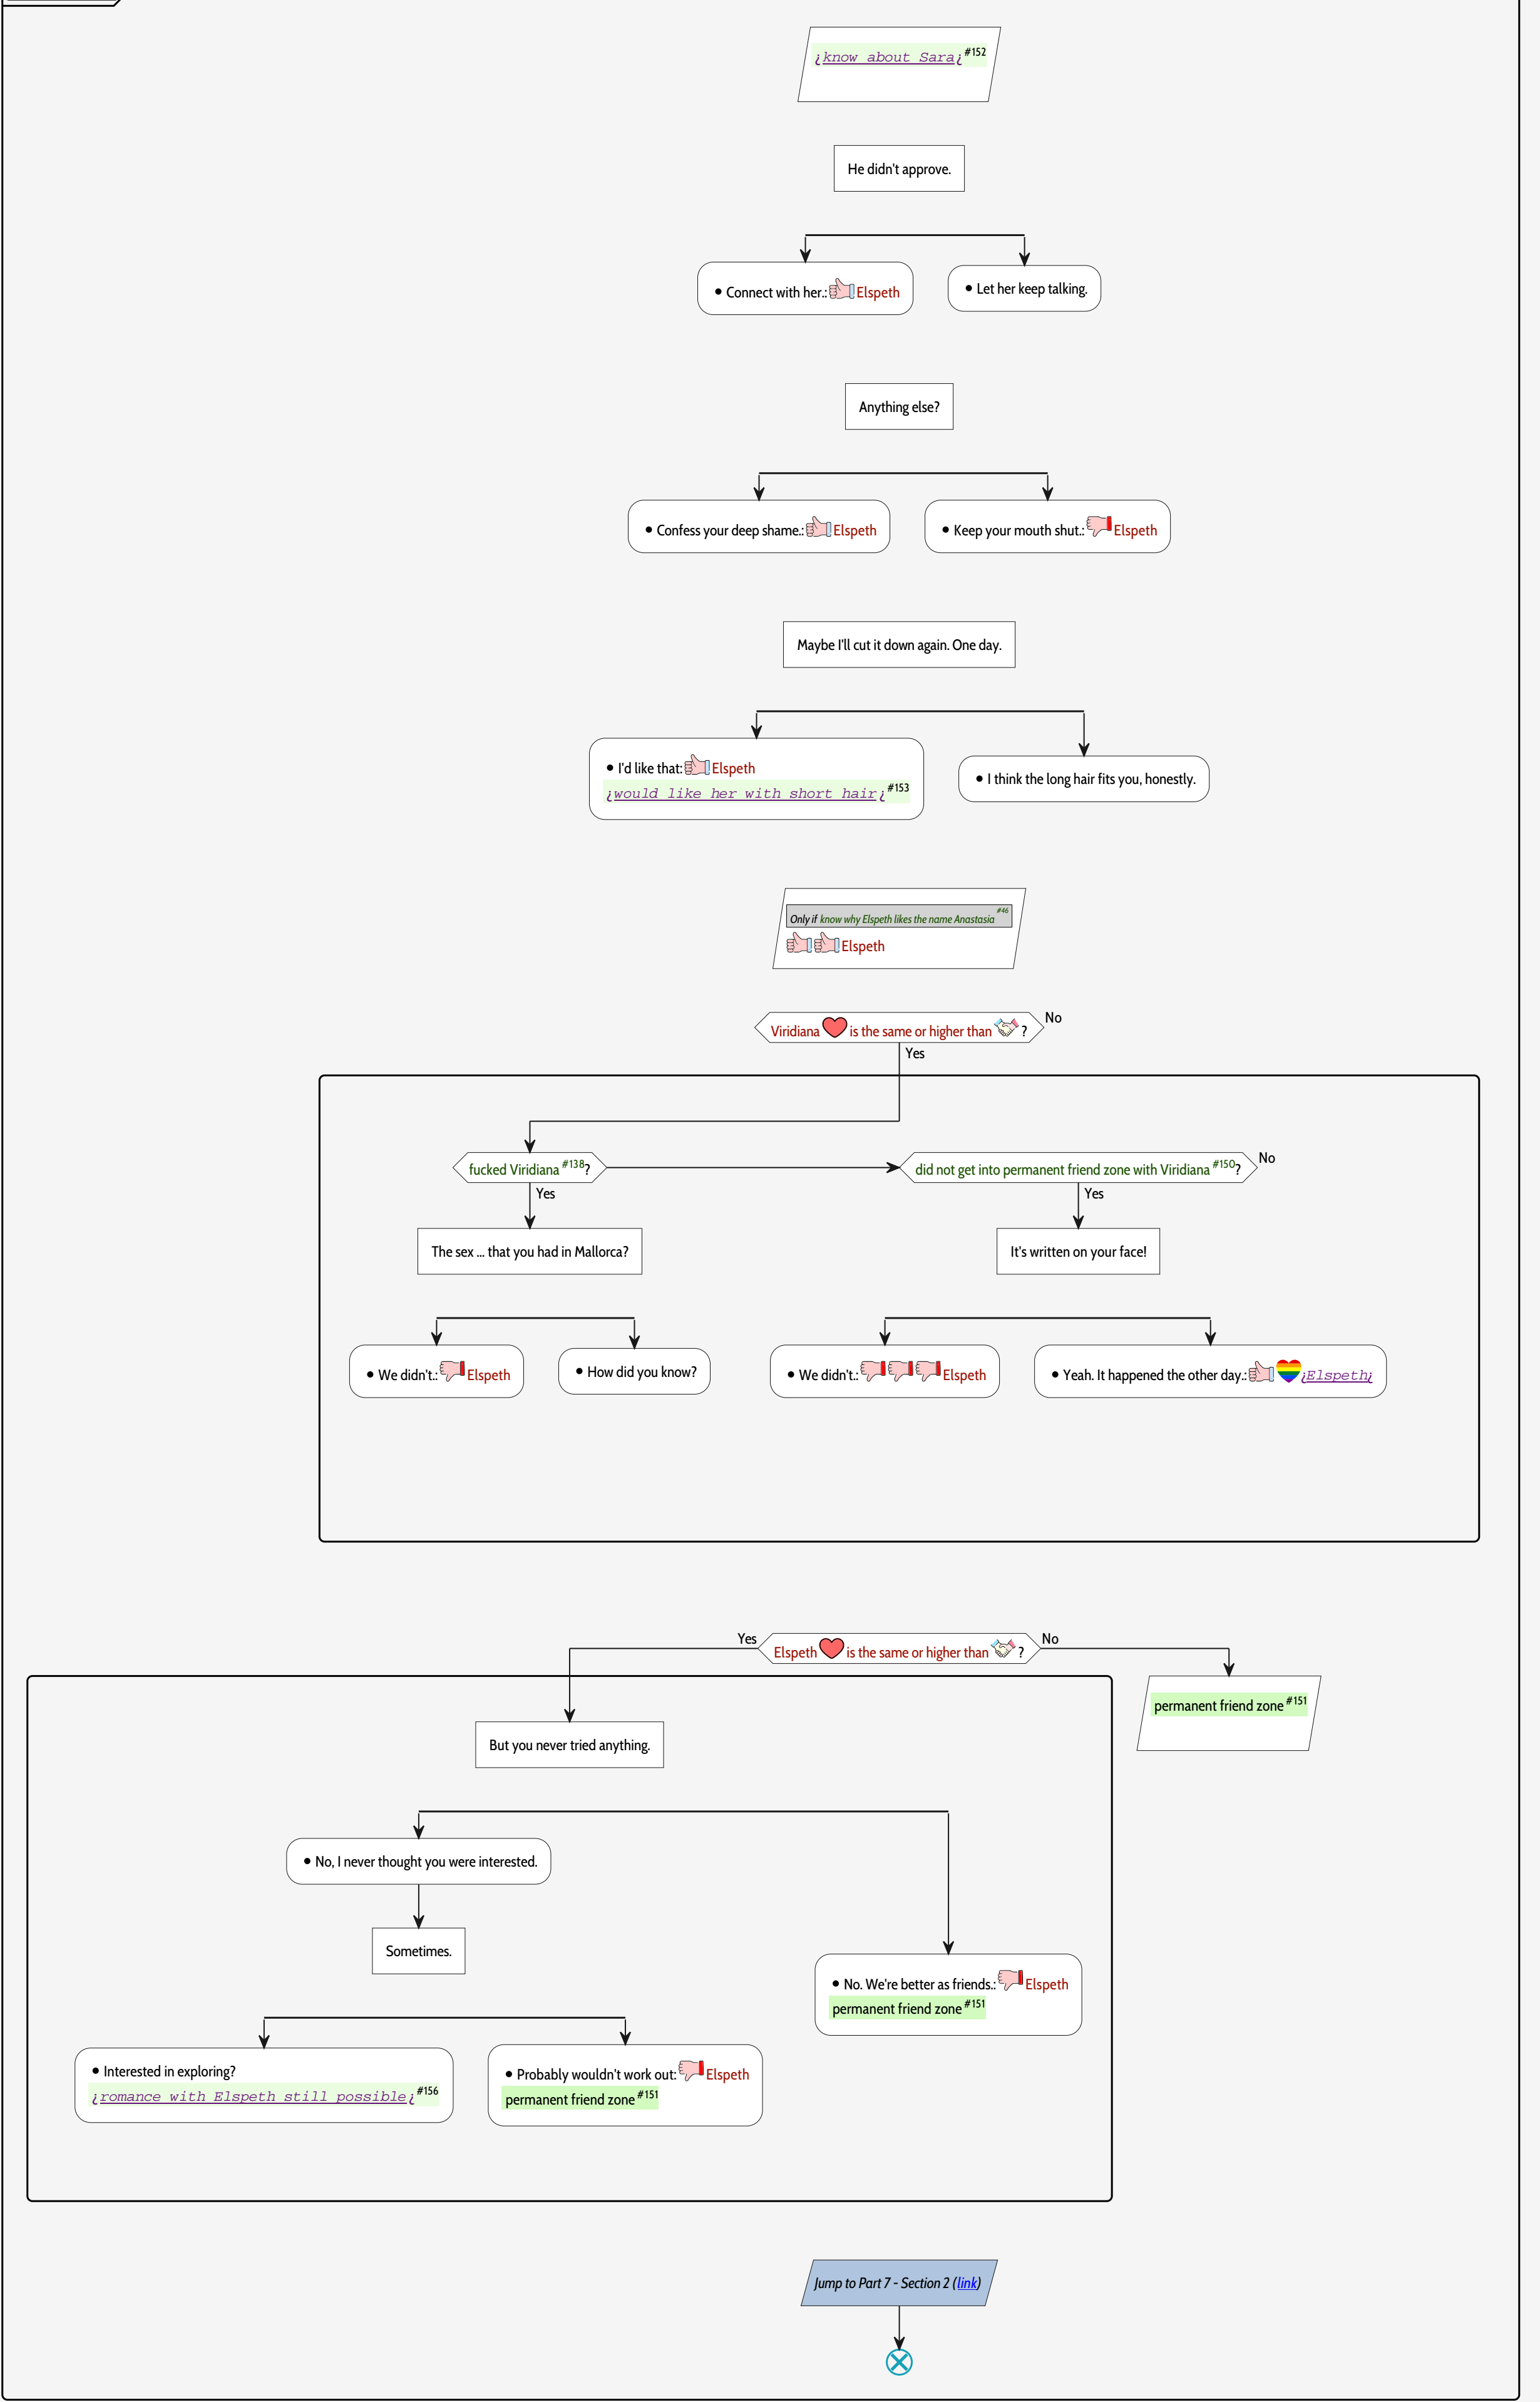 ¿know about Sara¿ #152
He didn't approve.
• Connect with her.: Elspeth
• Let her keep talking.
Anything else?
• Confess your deep shame.: Elspeth
• Keep your mouth shut.: Elspeth
Maybe I'll cut it down again. One day.
• I'd like that: Elspeth
¿would like her with short hair¿ #153
• I think the long hair fits you, honestly.
Only if know why Elspeth likes the name Anastasia #46
Elspeth
Viridiana is the same or higher than ?
No
Yes
fucked Viridiana #138?
did not get into permanent friend zone with Viridiana #150?
No
Yes
Yes
The sex ... that you had in Mallorca?
It's written on your face!
• We didn't.: Elspeth
• How did you know?
• We didn't.: Elspeth
• Yeah. It happened the other day.: ¿Elspeth¿
Yes
Elspeth is the same or higher than ?
No
permanent friend zone #151
But you never tried anything.
• No, I never thought you were interested.
Sometimes.
• No. We're better as friends.: Elspeth
permanent friend zone #151
• Interested in exploring?
¿romance with Elspeth still possible¿ #156
• Probably wouldn't work out: Elspeth
permanent friend zone #151
Jump to Part 7 - Section 2 (link)